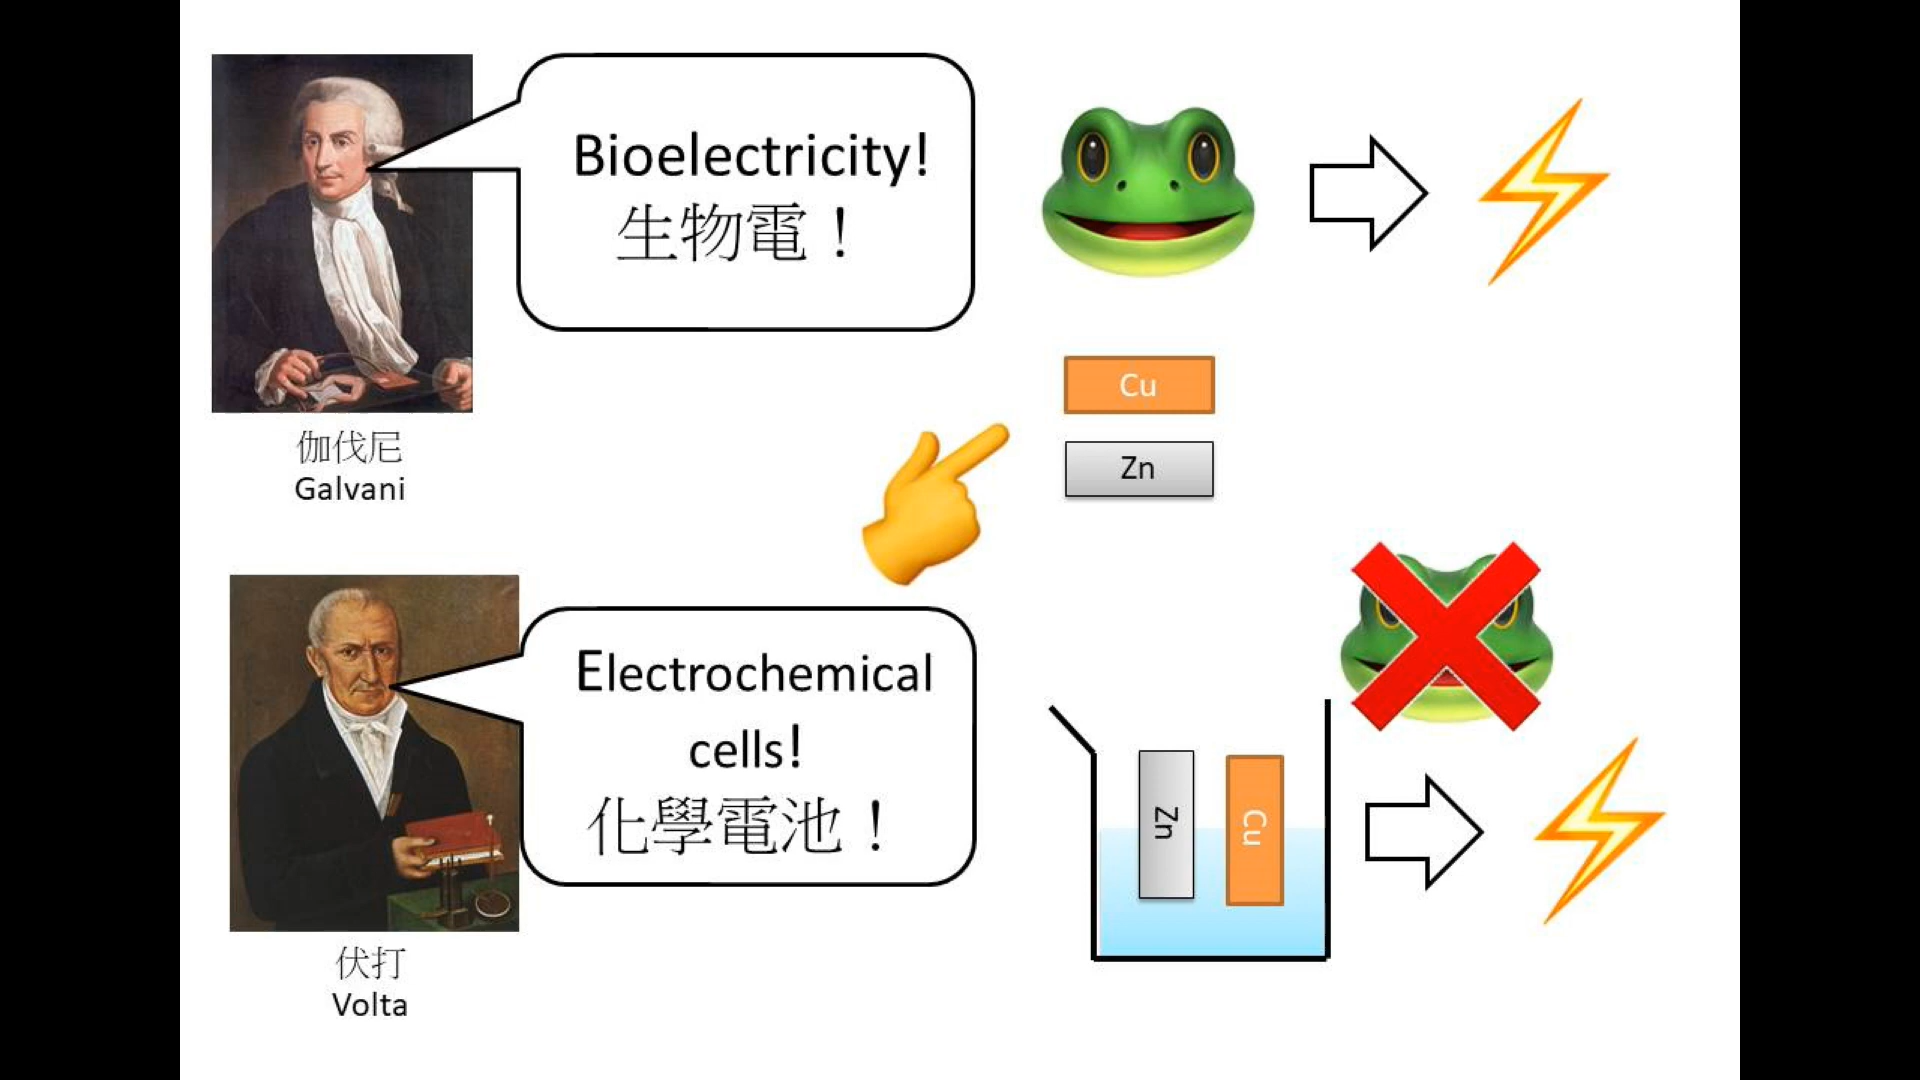 Bioelectricity!
生物電！
伽伐尼
Galvani
Cu
Zn
Electrochemical
cells!
化學電池！
Zn
Cu
伏打
Volta